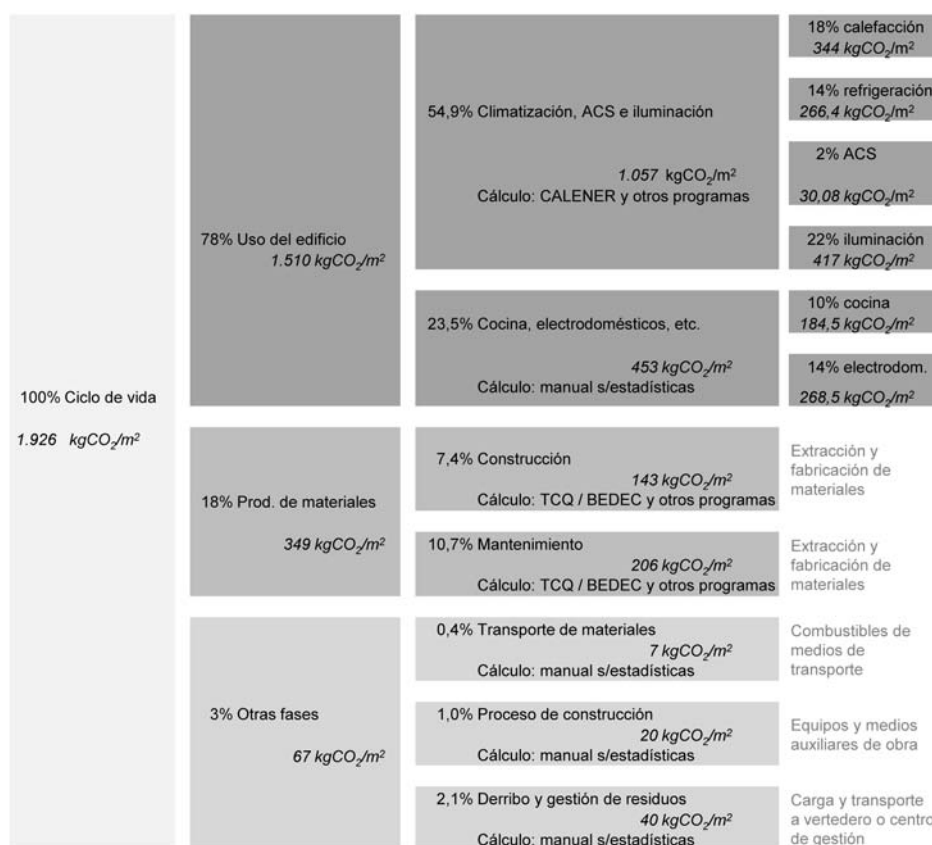 100% Ciclo de vida
1.926 kgCO₂/m²
78% Uso del edificio
1.510 kgCO₂/m²
54,9% Climatización, ACS e iluminación
1.057 kgCO₂/m²
Cálculo: CALENER y otros programas
18% calefacción
344 kgCO₂/m²
14% refrigeración
266,4 kgCO₂/m²
2% ACS
30,08 kgCO₂/m²
22% iluminación
417 kgCO₂/m²
23,5% Cocina, electrodomésticos, etc.
453 kgCO₂/m²
Cálculo: manual s/estadísticas
10% cocina
184,5 kgCO₂/m²
14% electrodom.
268,5 kgCO₂/m²
18% Prod. de materiales
349 kgCO₂/m²
7,4% Construcción
143 kgCO₂/m²
Cálculo: TCQ / BEDEC y otros programas
Extracción y
fabricación de
materiales
10,7% Mantenimiento
206 kgCO₂/m²
Cálculo: TCQ / BEDEC y otros programas
Extracción y
fabricación de
materiales
3% Otras fases
67 kgCO₂/m²
0,4% Transporte de materiales
7 kgCO₂/m²
Cálculo: manual s/estadísticas
Combustibles de
medios de
transporte
1,0% Proceso de construcción
20 kgCO₂/m²
Cálculo: manual s/estadísticas
Equipos y medios
auxiliares de obra
2,1% Derribo y gestión de residuos
40 kgCO₂/m²
Cálculo: manual s/estadísticas
Carga y transporte
a vertedero o centro
de gestión